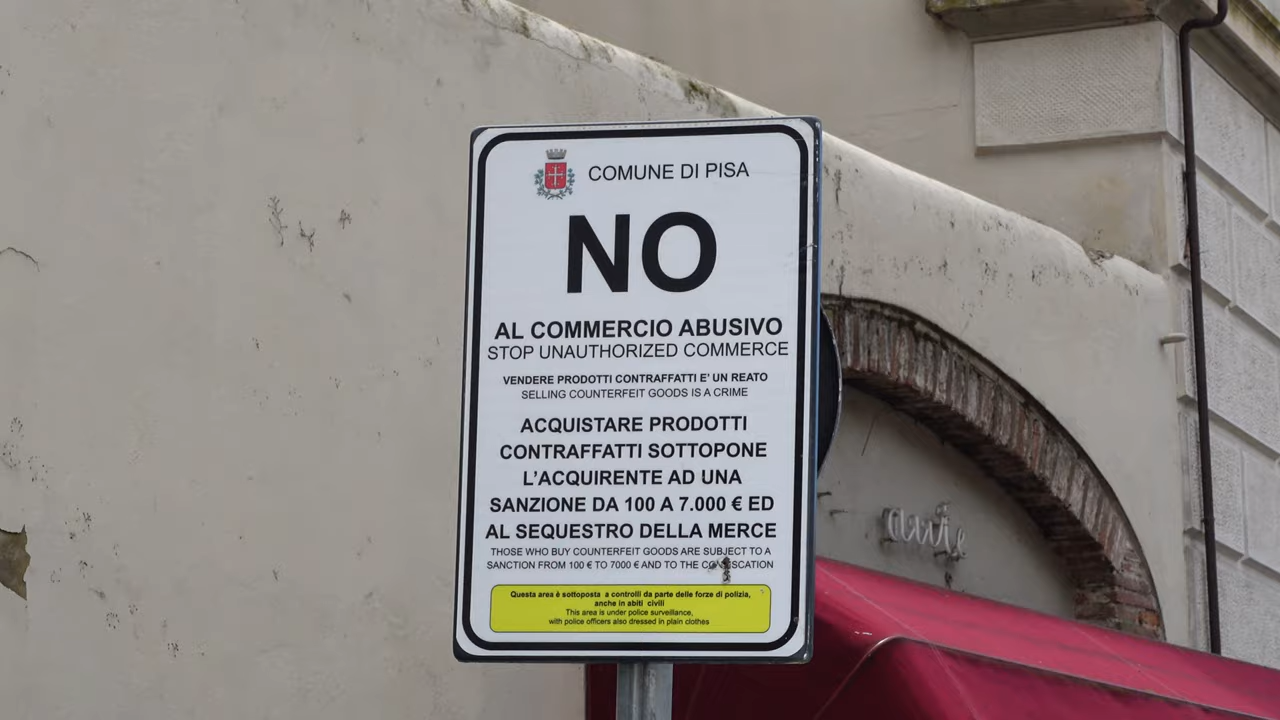 COMUNE DI PISA
NO
AL COMMERCIO ABUSIVO
STOP UNAUTHORIZED COMMERCE
VENDERE PRODOTTI CONTRAFFATTI E' UN REATO
SELLING COUNTERFEIT GOODS IS A CRIME
ACQUISTARE PRODOTTI
CONTRAFFATTI SOTTOPONE
L'ACQUIRENTE AD UNA
SANZIONE DA 100 A 7.000 € ED
AL SEQUESTRO DELLA MERCE
THOSE WHO BUY COUNTERFEIT GOODS ARE SUBJECT TO A
SANCTION FROM 100 € TO 7000 € AND TO THE CONFISCATION
Questa area è sottoposta a controlli da parte delle forze di polizia,
anche in abiti civili
This area is under police surveillance,
with police officers also dressed in plain clothes